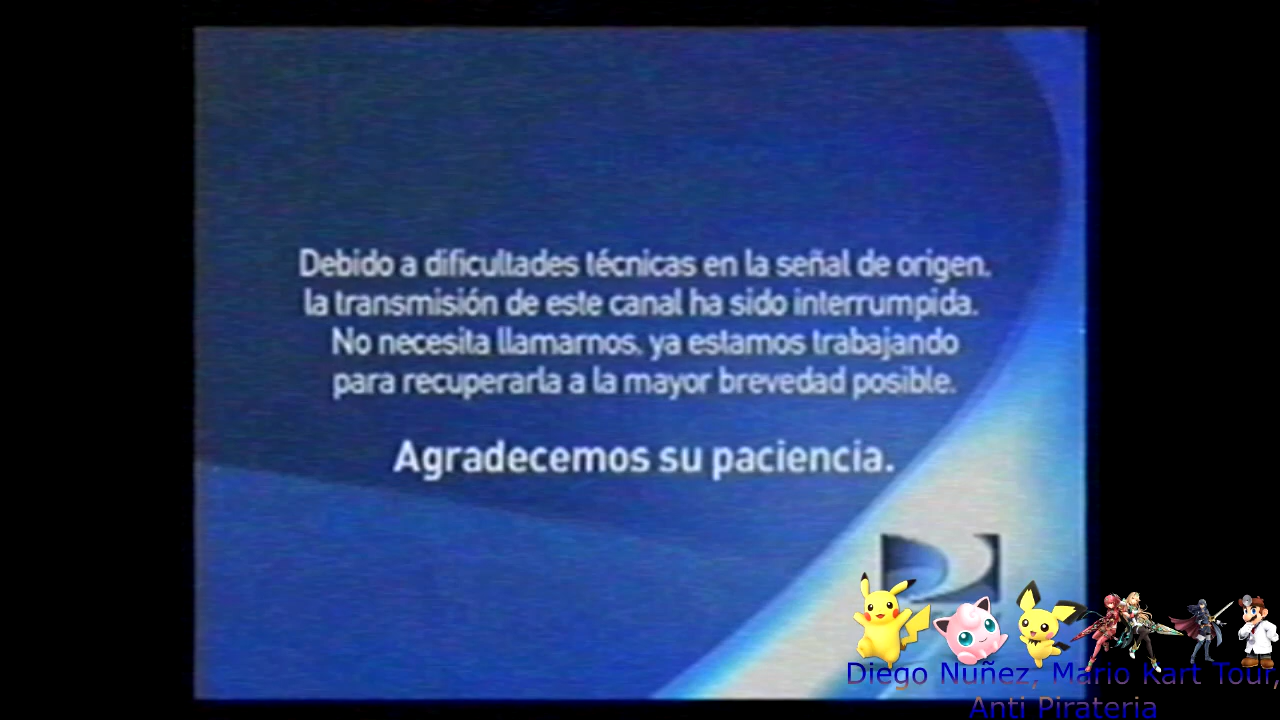 Debido a dificultades técnicas en la señal de origen,
la transmisión de este canal ha sido interrumpida.
No necesita llamarnos, ya estamos trabajando
para recuperarla a la mayor brevedad posible.
Agradecemos su paciencia.
Diego Nuñez; Mario Kart Tour,
Anti Pirateria